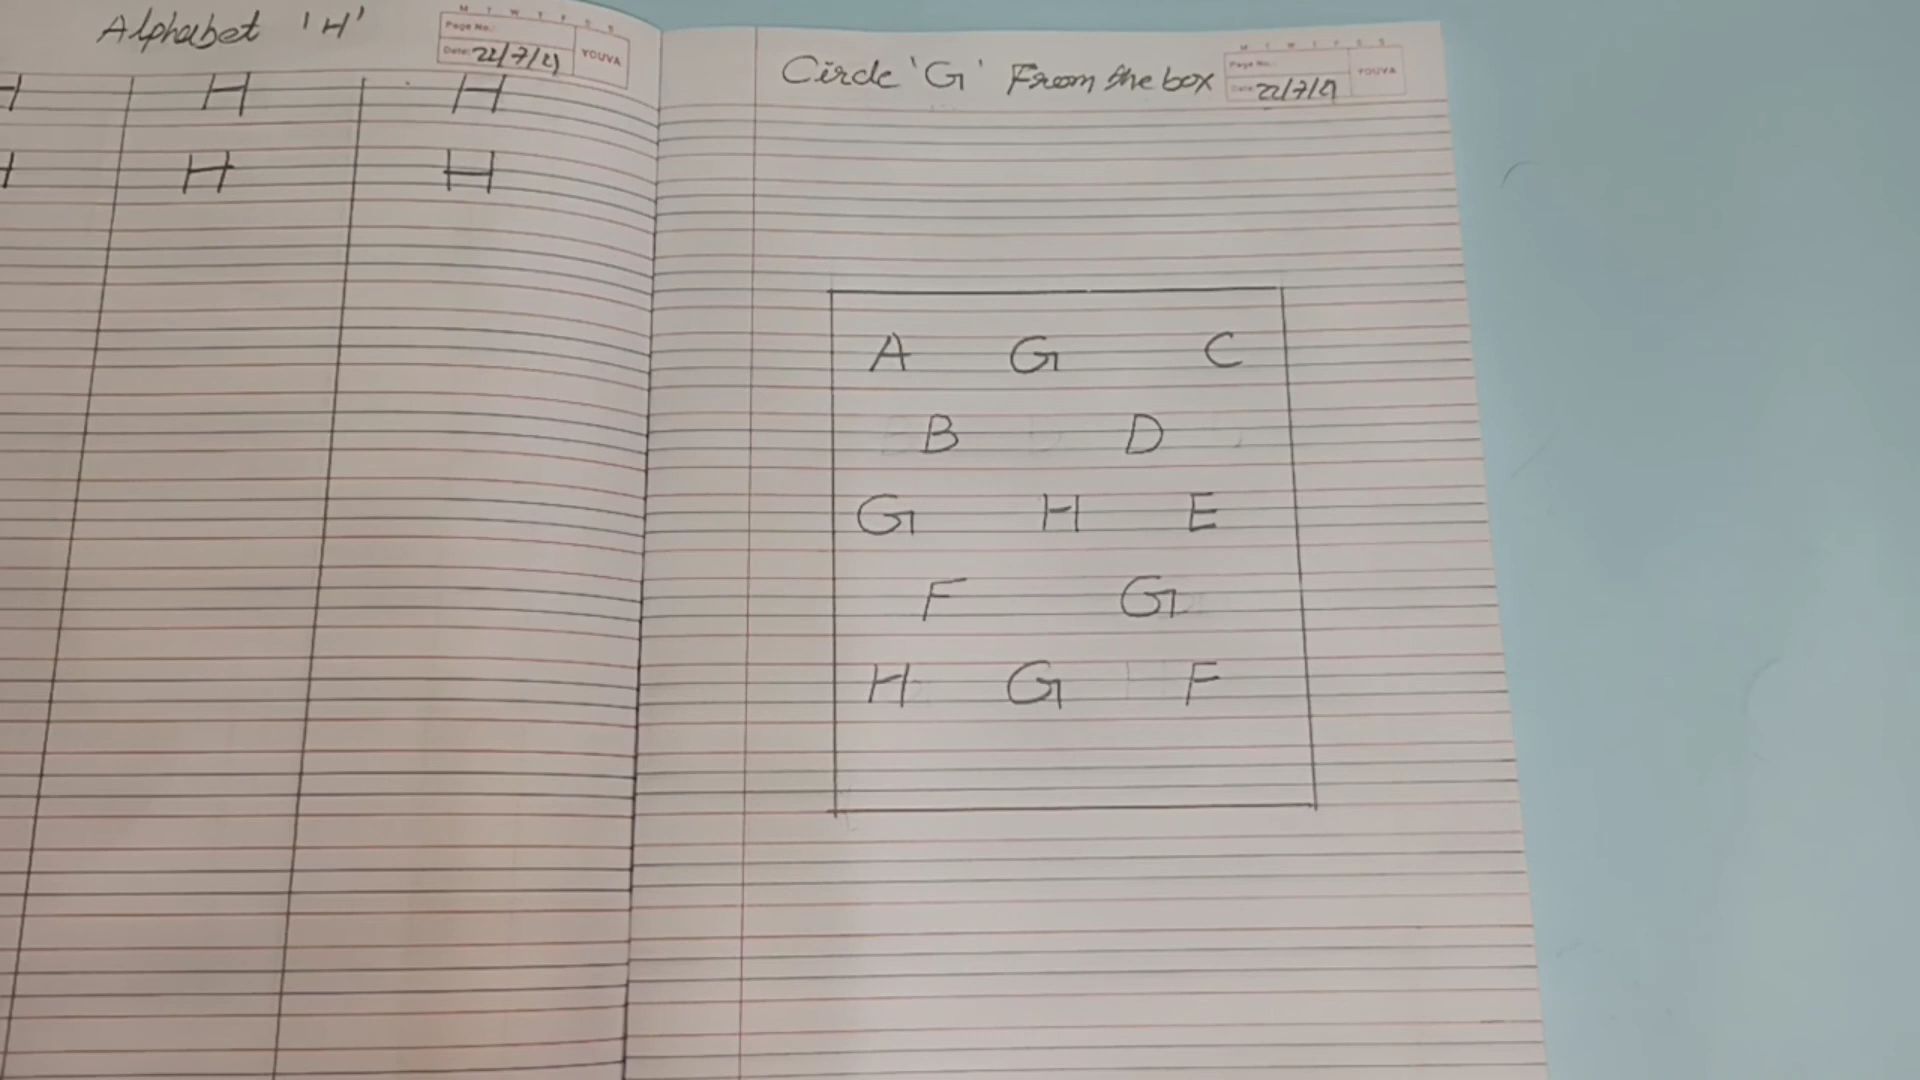 Alphabet 'H'
M T W T F S S
Page No.:
Date: 22/7/21
YOUVA
H H H
H H H
Circle 'G' From the box
M T W T F S S
Page No.:
Date: 22/7/21
YOUVA
A G C
B D
G H E
F G
H G F